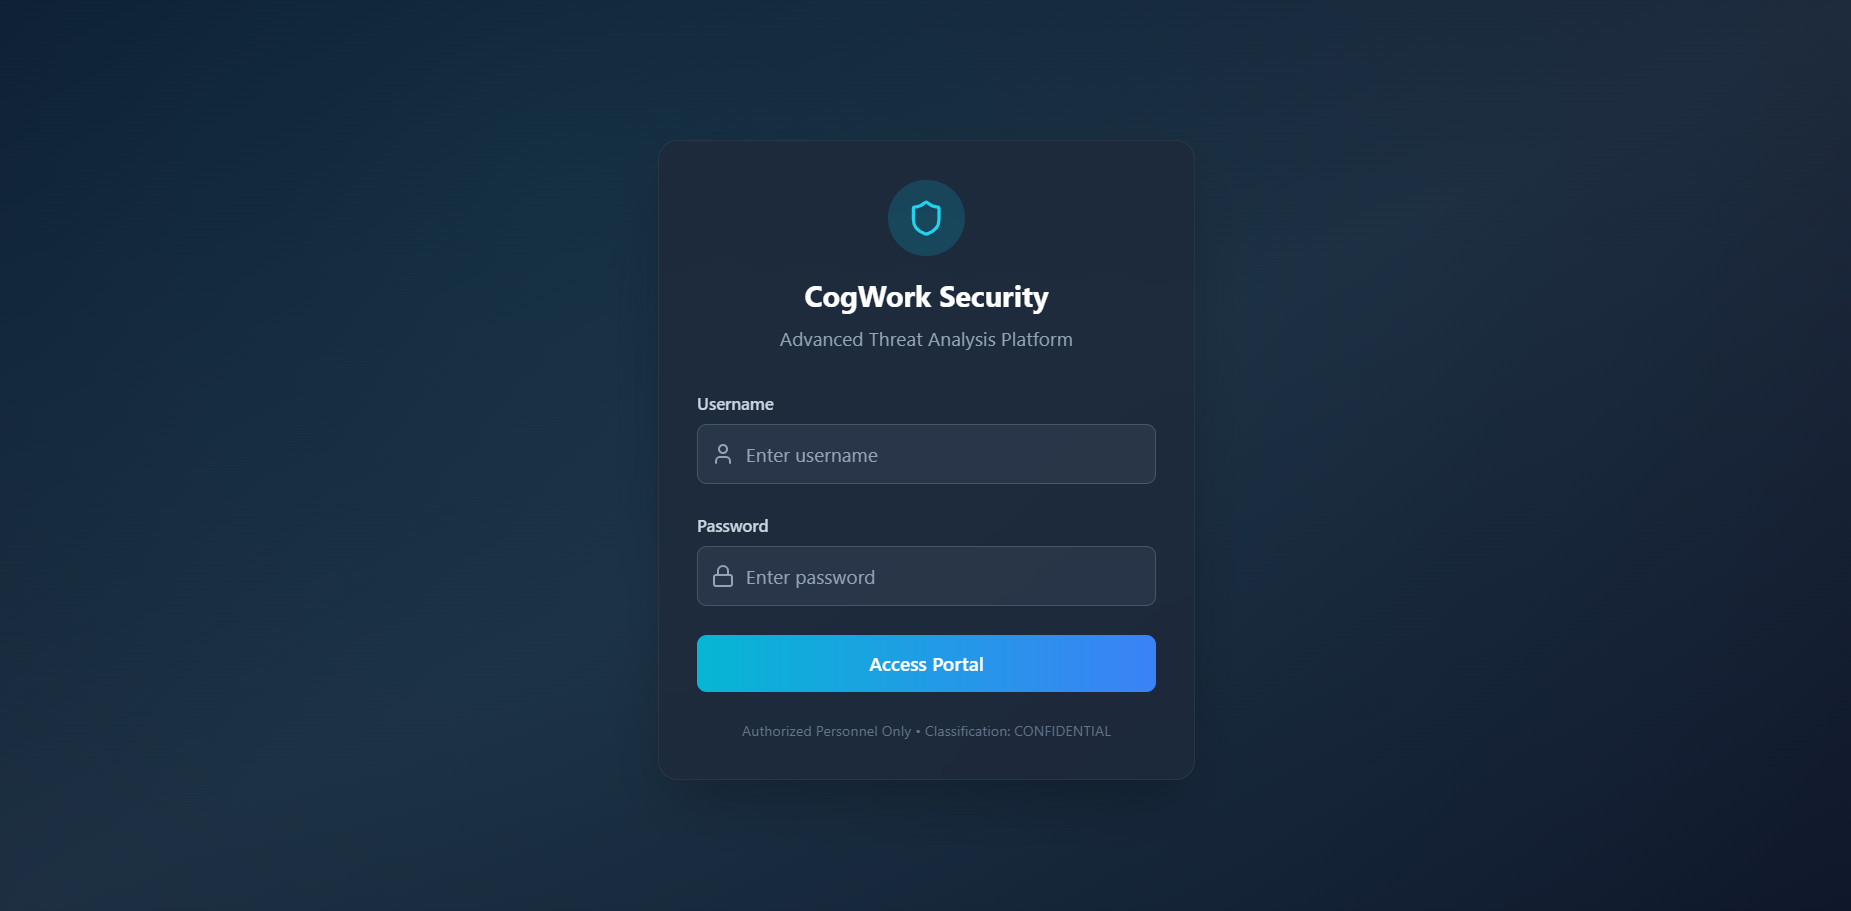 CogWork Security
Advanced Threat Analysis Platform
Username
Enter username
Password
Enter password
Access Portal
Authorized Personnel Only • Classification: CONFIDENTIAL